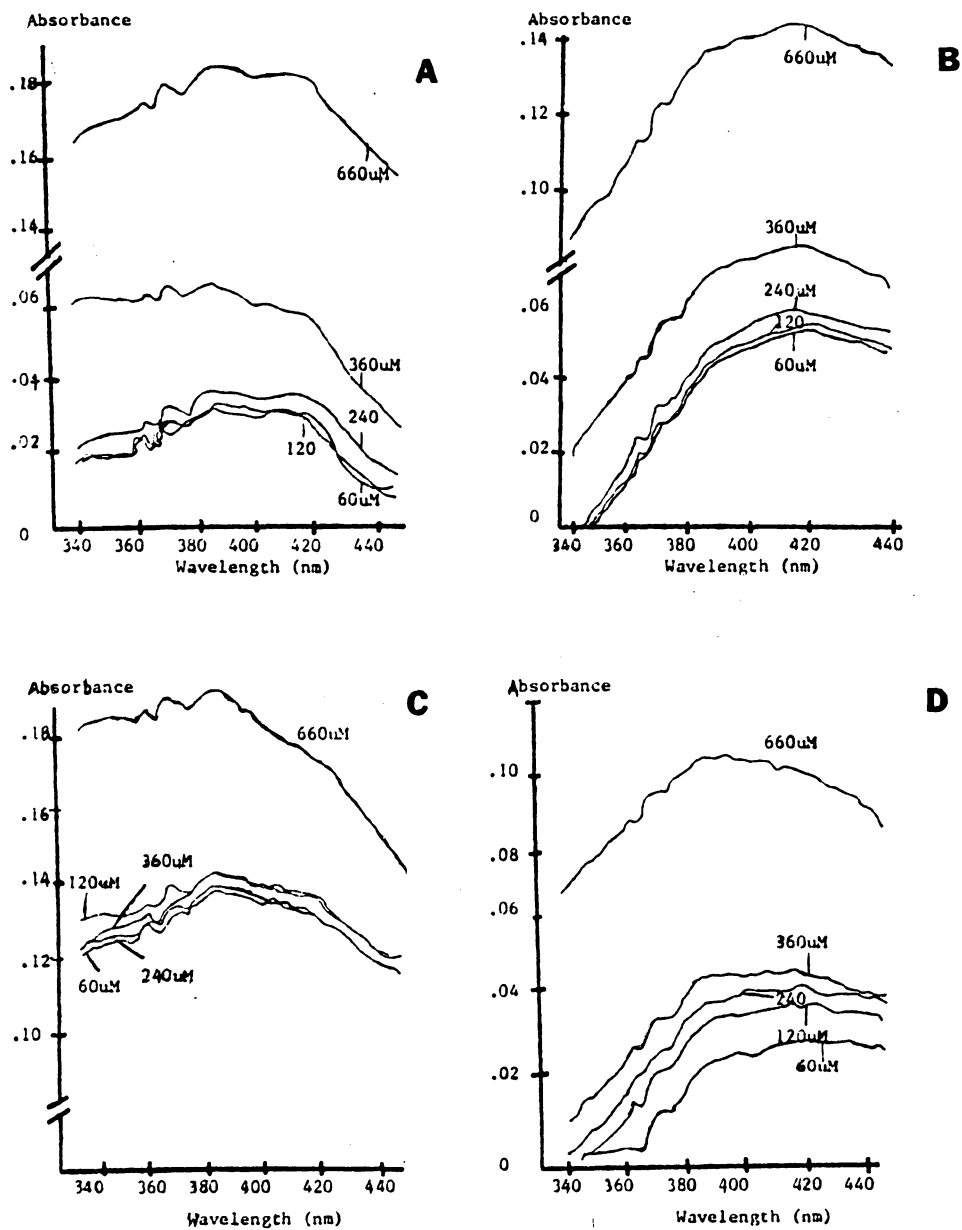 Absorbance
A
.18
.16
.14
.06
.04
.02
0
660uM
360uM
240
120
60uM
340 360 380 400 420 440
Wavelength (nm)
Absorbance
B
.14
.12
.10
.06
.04
.02
0
660uM
360uM
240uM
120
60uM
340 360 380 400 420 440
Wavelength (nm)
Absorbance
C
.18
.16
.14
.12
.10
660uM
360uM
120uM
60uM
240uM
340 360 380 400 420 440
Wavelength (nm)
Absorbance
D
.10
.08
.06
.04
.02
0
660uM
360uM
240
120uM
60uM
340 360 380 400 420 440
Wavelength (nm)